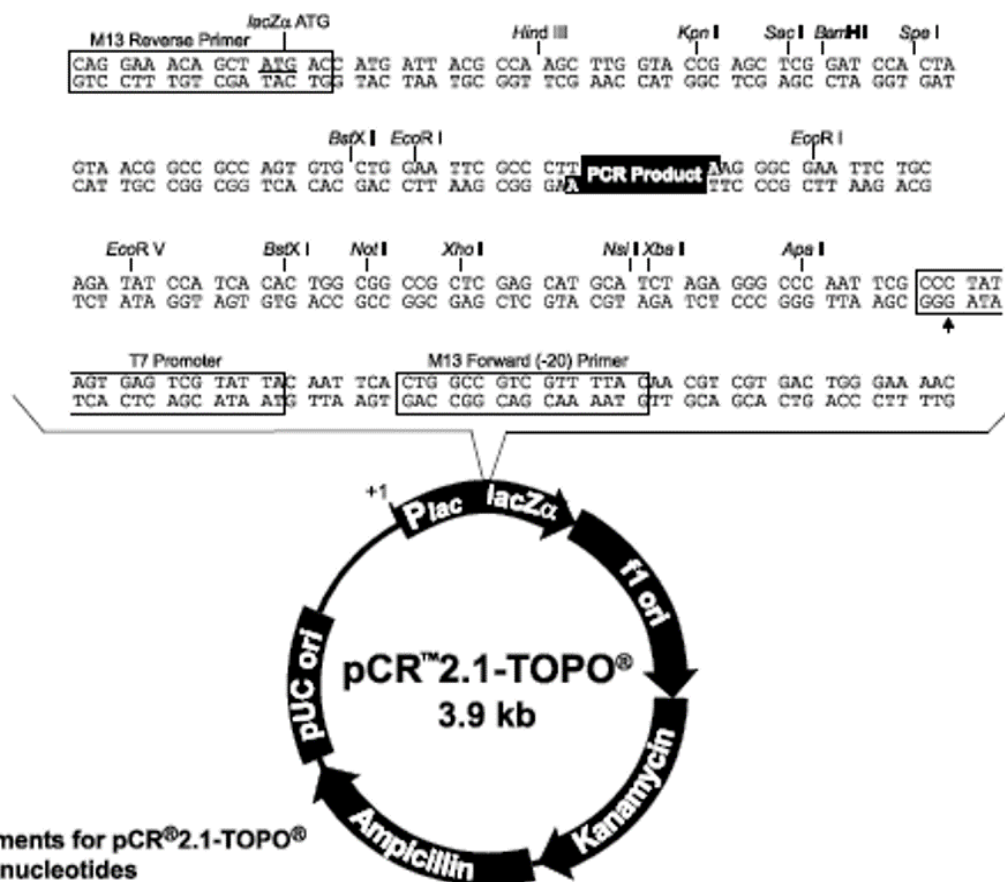 lacZα ATG
M13 Reverse Primer
Hind III Kpn I Sac I BamHI Spe I
CAG GAA ACA GCT ATG ACC ATG ATT ACG CCA AGC TTG GTA CCG AGC TCG GAT CCA CTA
GTC CTT TGT CGA TAC TGG TAC TAA TGC GGT TCG AAC CAT GGC TCG AGC CTA GGT GAT
BstX I EcoR I EcoR I
GTA ACG GCC GCC AGT GTG CTG GAA TTC GCC CTT PCR Product AAG GGC GAA TTC TGC
CAT TGC CGG CGG TCA CAC GAC CTT AAG CGG GAA TTC CCG CTT AAG ACG
EcoR V BstX I Not I Xho I Nsi I Xba I Apa I
AGA TAT CCA TCA CAC TGG CGG CCG CTC GAG CAT GCA TCT AGA GGG CCC AAT TCG CCC TAT
TCT ATA GGT AGT GTG ACC GCC GGC GAG CTC GTA CGT AGA TCT CCC GGG TTA AGC GGG ATA
T7 Promoter M13 Forward (-20) Primer
AGT GAG TCG TAT TAC AAT TCA CTG GCC GTC GTT TTA CAA CGT CGT GAC TGG GAA AAC
TCA CTC AGC ATA ATG TTA AGT GAC CGG CAG CAA AAT GTT GCA GCA CTG ACC CTT TTG
+1
Plac lacZα
f1 ori
Kanamycin
Ampicillin
pUC ori
pCR™2.1-TOPO®
3.9 kb
ments for pCR®2.1-TOPO®
nucleotides